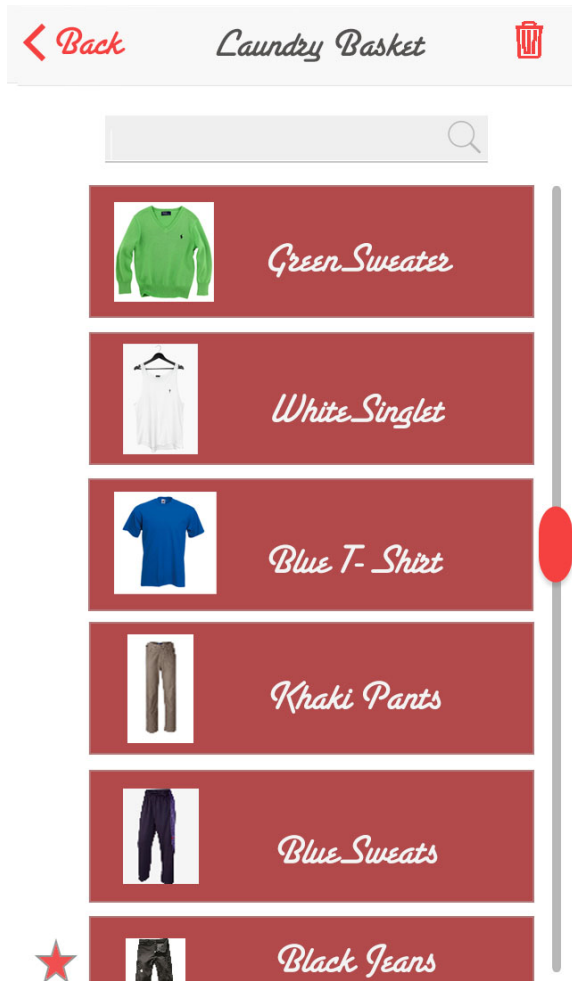 Back
Laundry Basket
Green Sweater
White Singlet
Blue T- Shirt
Khaki Pants
Blue Sweats
Black Jeans